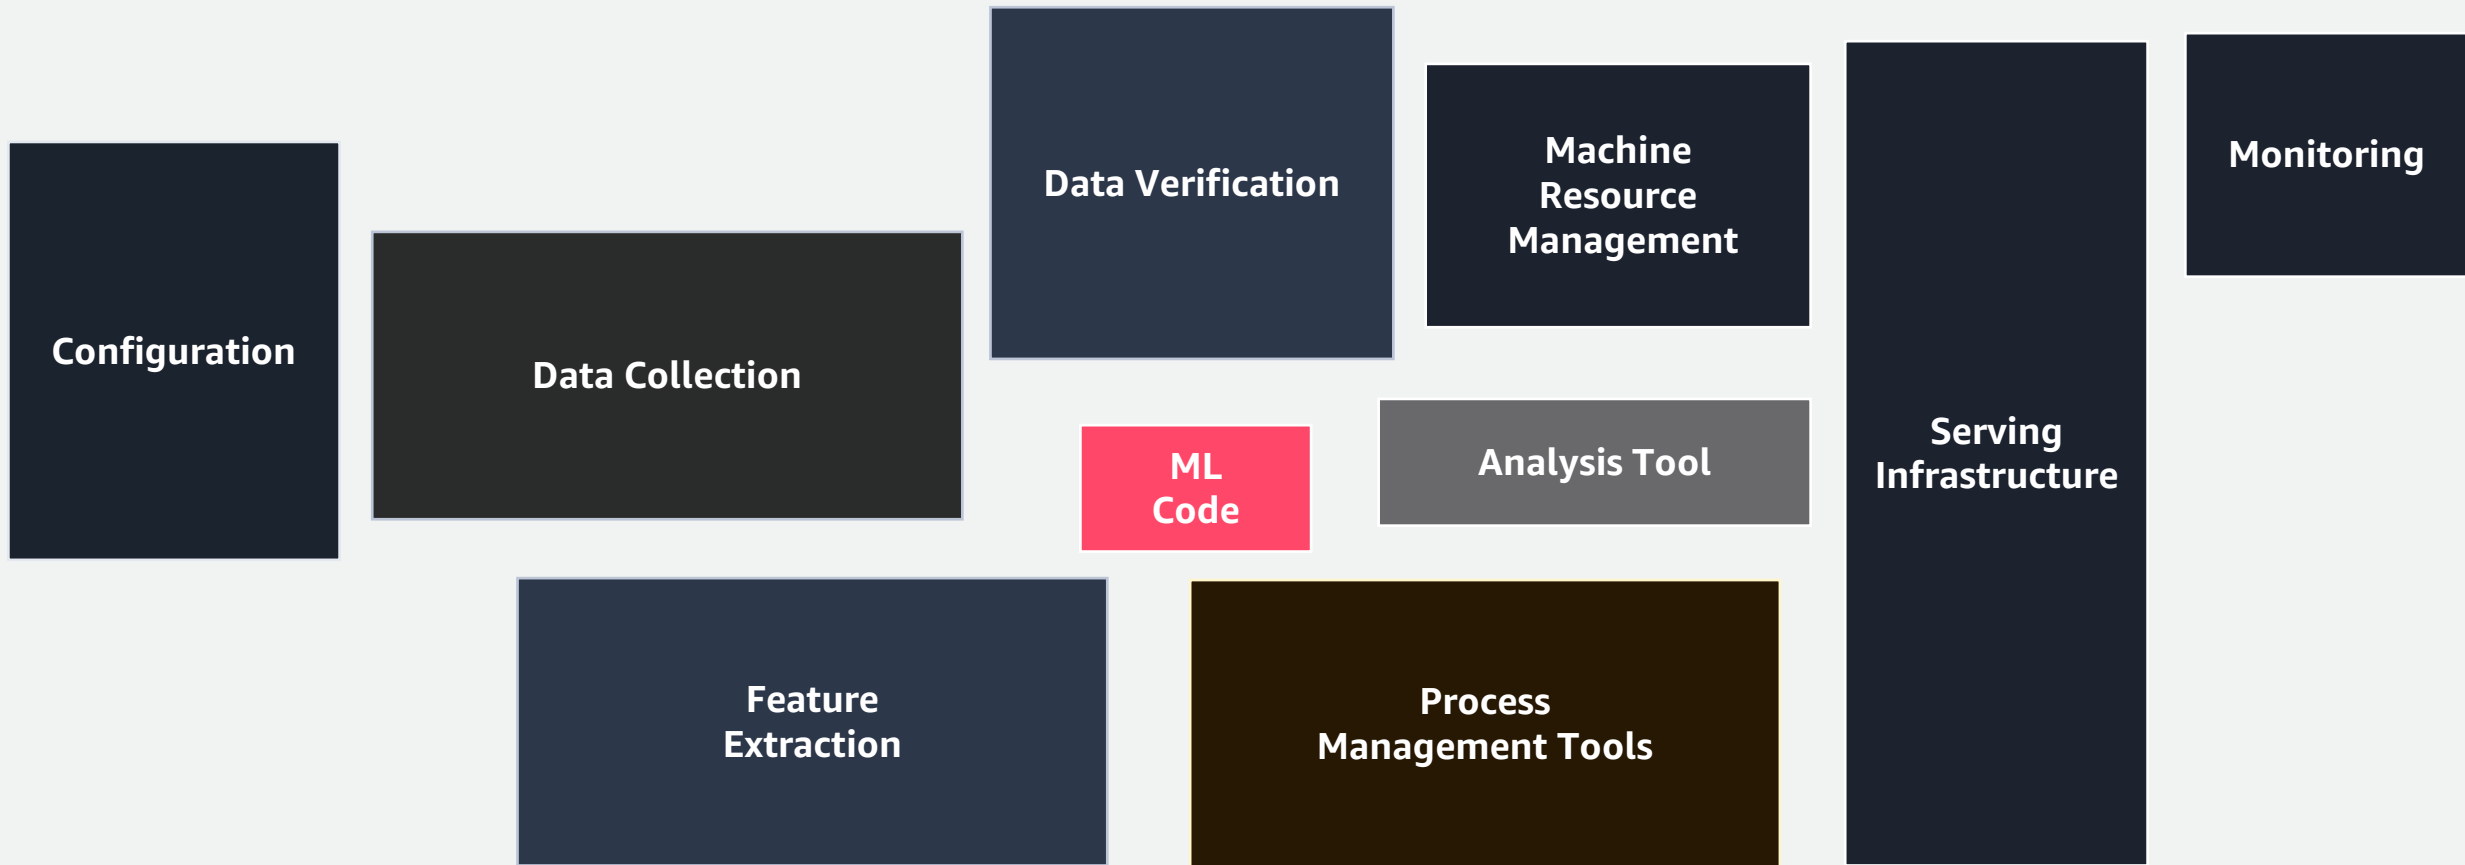 Configuration
Data Collection
Data Verification
Machine
Resource
Management
Monitoring
ML
Code
Analysis Tool
Serving
Infrastructure
Feature
Extraction
Process
Management Tools